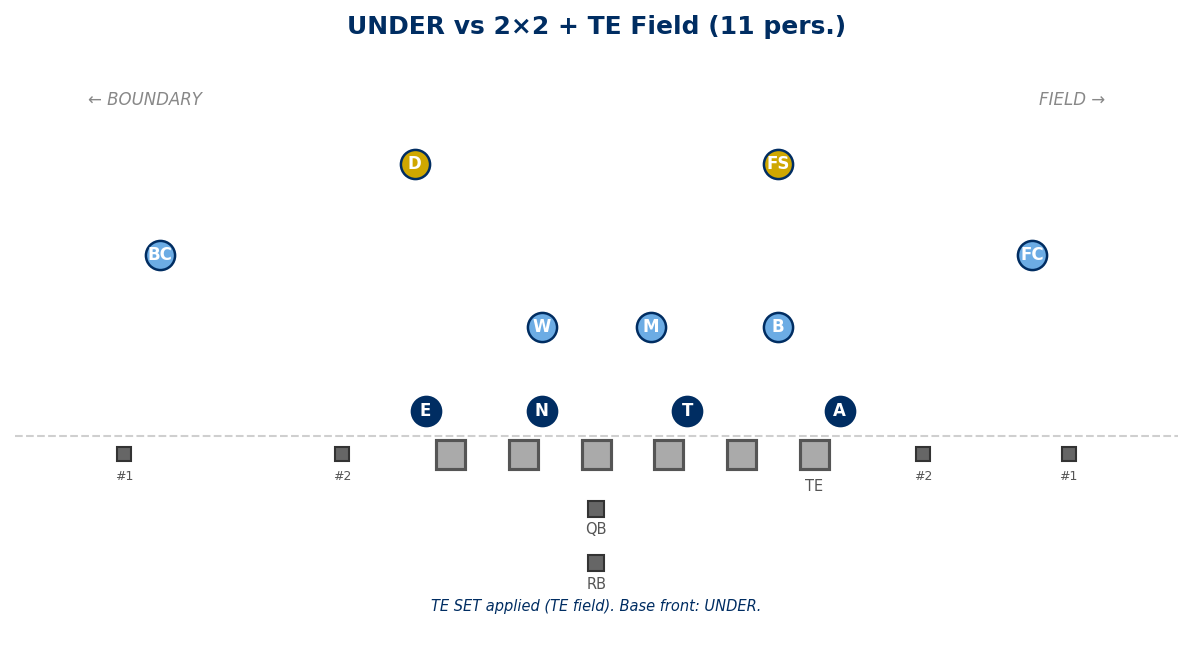 UNDER vs 2×2 + TE Field (11 pers.)
← BOUNDARY
FIELD →
D
FS
BC
FC
W
M
B
E
N
T
A
#1
#2
TE
#2
#1
QB
RB
TE SET applied (TE field). Base front: UNDER.